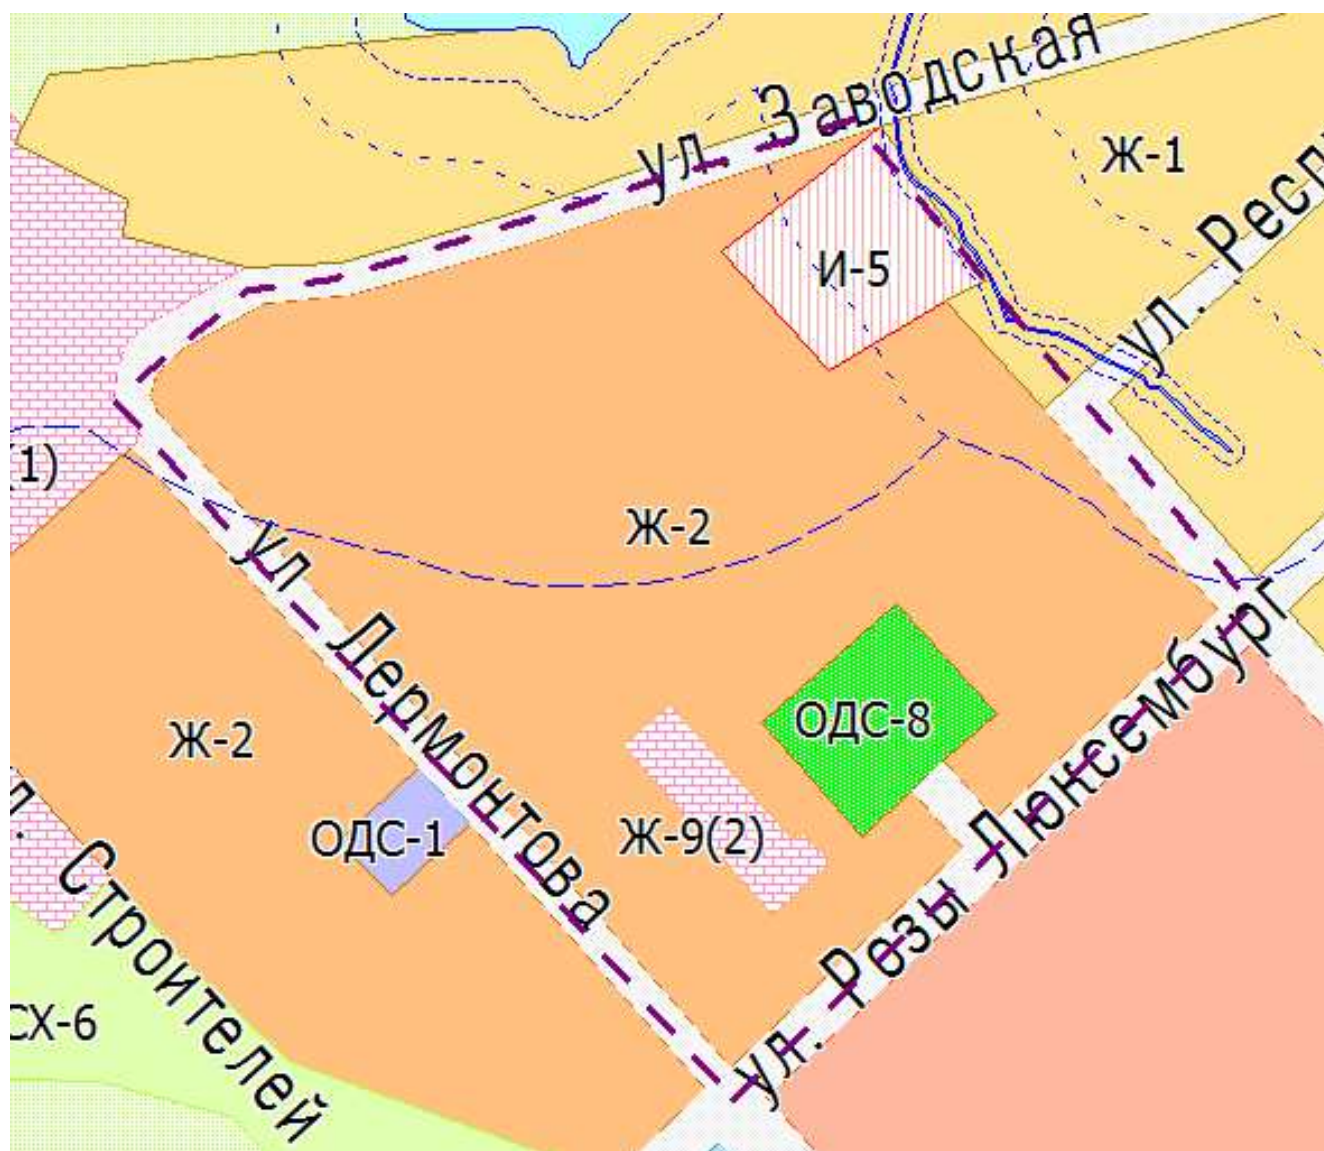 ул. Заводская
Ж-1
ул. Респ
И-5
(1)
Ж-2
ул Лермонтова
ул. Розы Люксембург
ОДС-8
Ж-2
ОДС-1
Ж-9(2)
л. Строителей
СХ-6